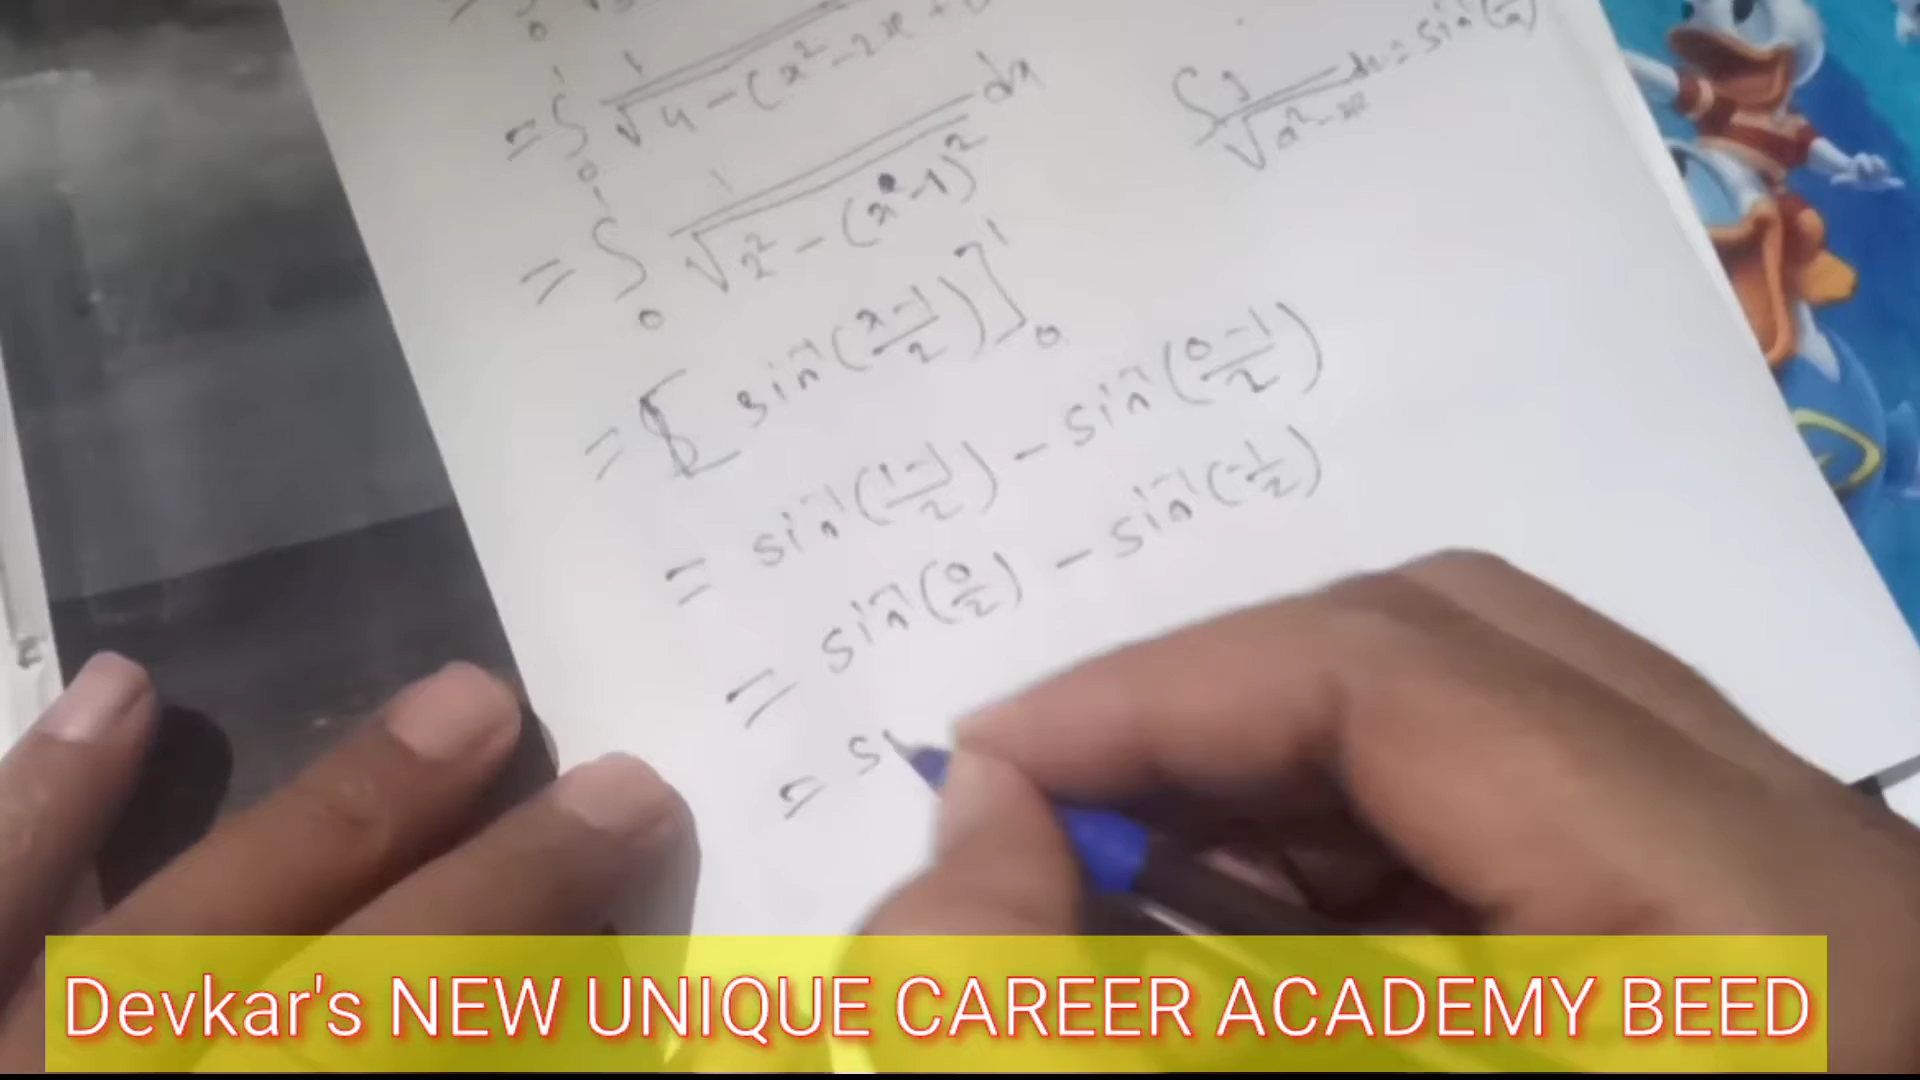 = ∫₀¹ 1/√(4 - (x² - 2x +
= ∫₀¹ 1/√(2² - (x - 1)²) dx
∫ 1/√(a² - x²) dx = sin⁻¹(x/a)
= [sin⁻¹((x-1)/2)]₀¹
= sin⁻¹((1-1)/2) - sin⁻¹((0-1)/2)
= sin⁻¹(0/2) - sin⁻¹(-1/2)
= si
Devkar's NEW UNIQUE CAREER ACADEMY BEED